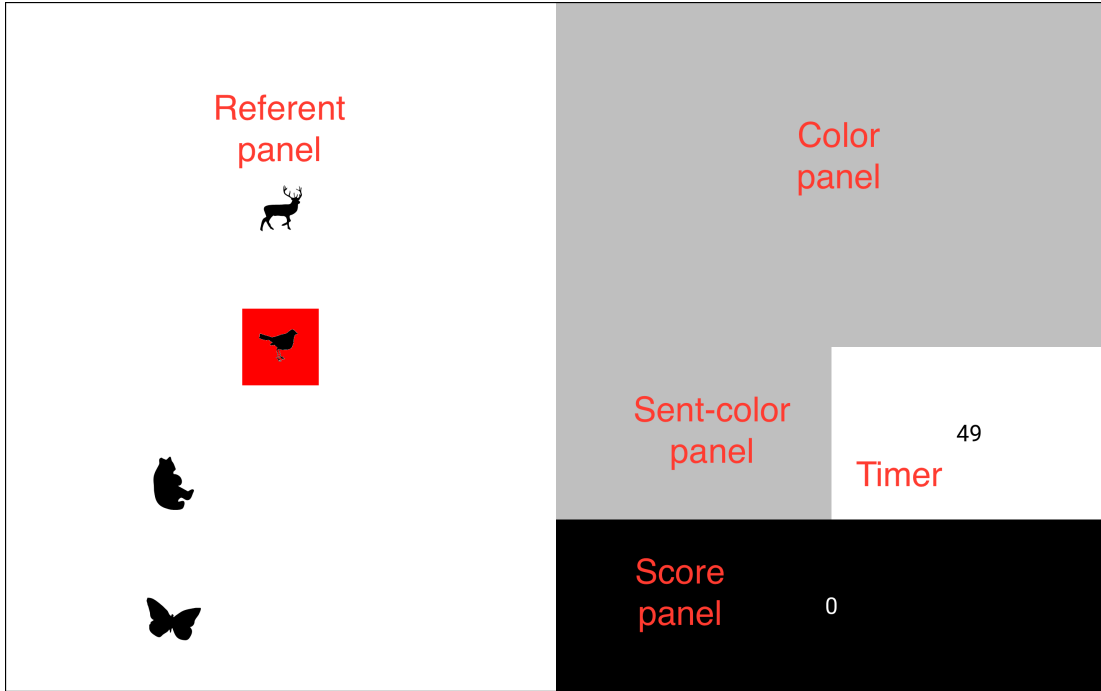 Referent
panel
Color
panel
Sent-color
panel
49
Timer
Score
panel
0